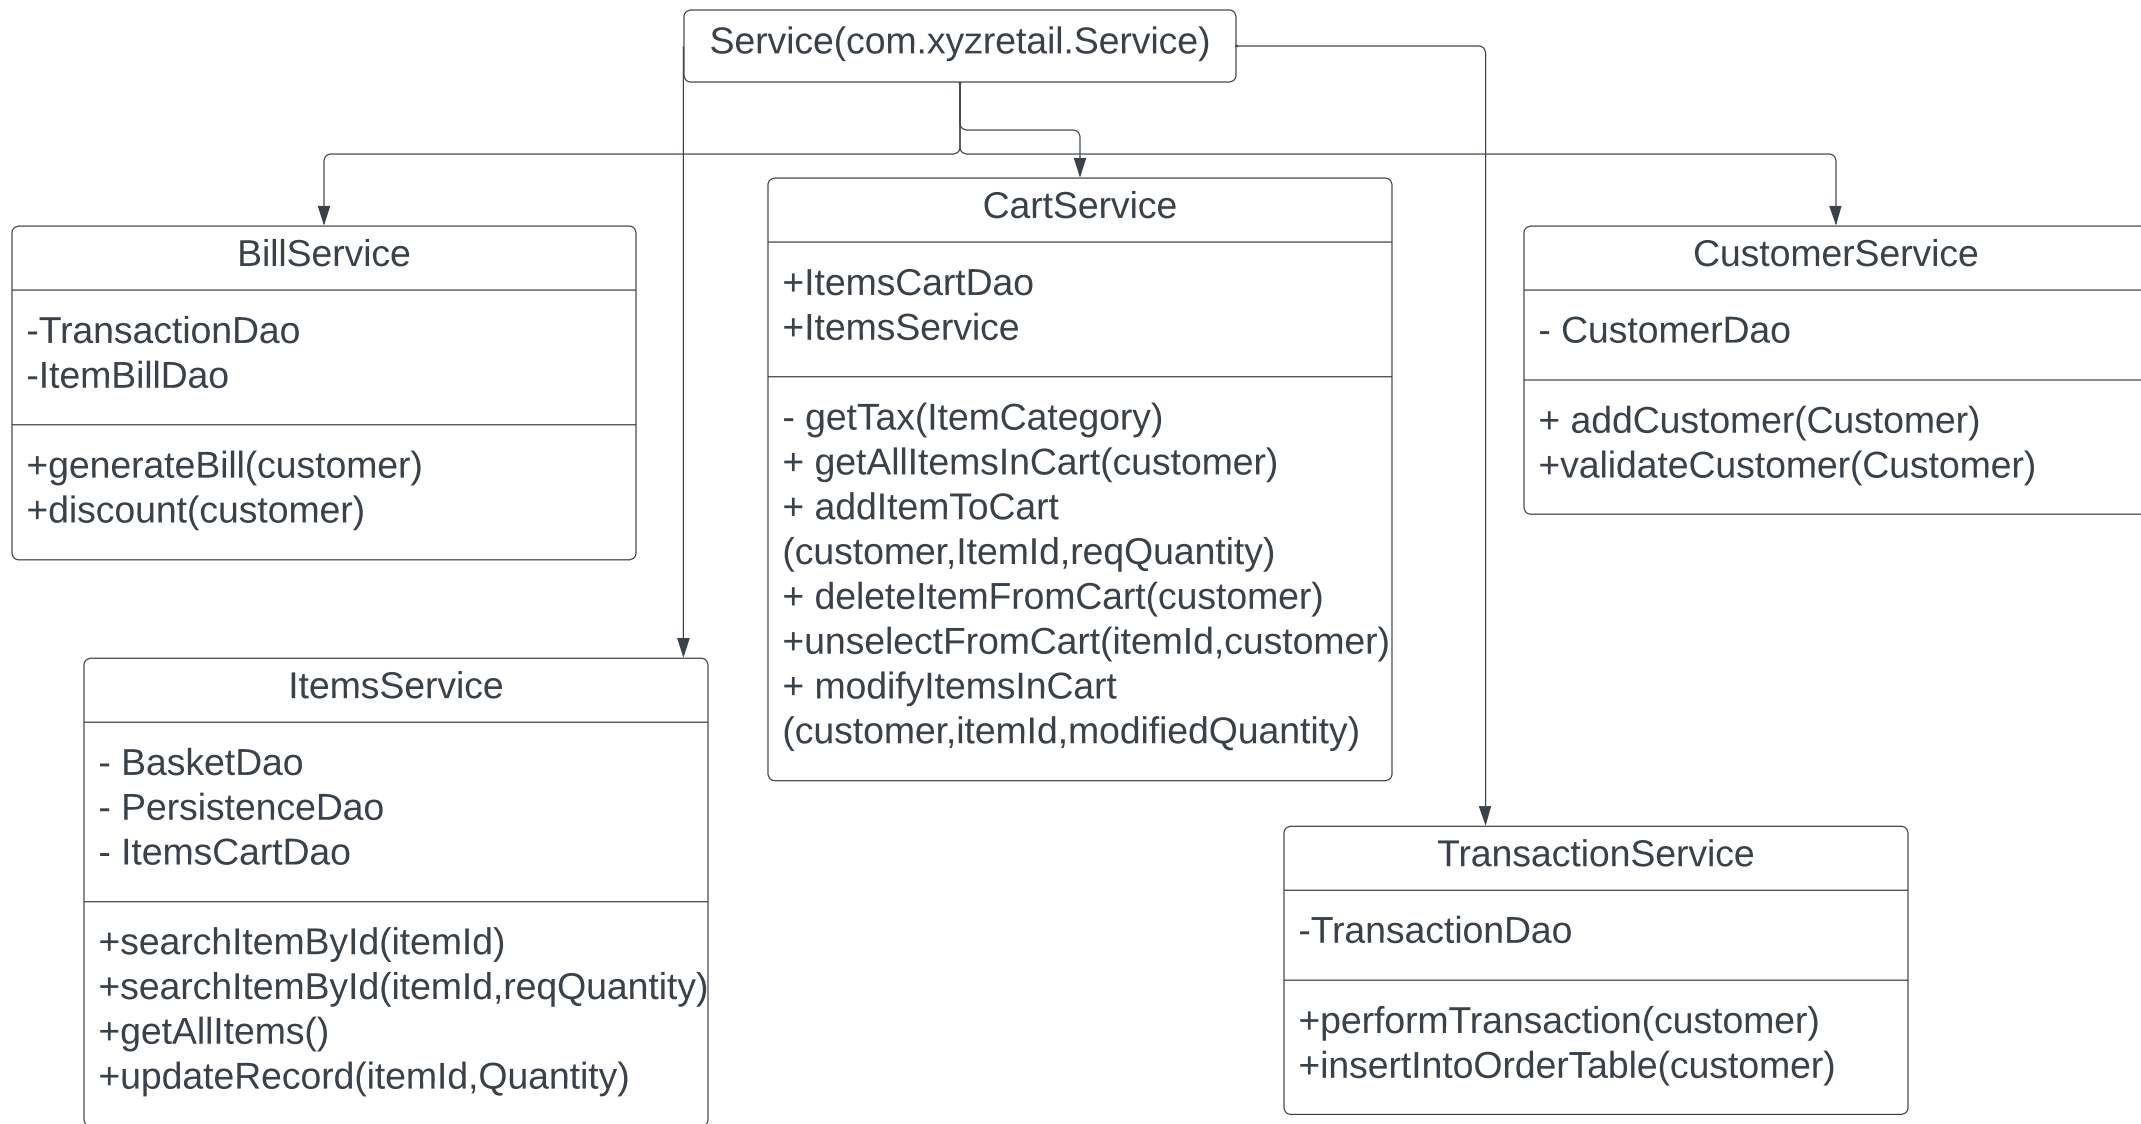 Service(com.xyzretail.Service)
BillService
-TransactionDao
-ItemBillDao
+generateBill(customer)
+discount(customer)
CartService
+ItemsCartDao
+ItemsService
- getTax(ItemCategory)
+ getAllItemsInCart(customer)
+ addItemToCart
(customer,ItemId,reqQuantity)
+ deleteItemFromCart(customer)
+unselectFromCart(itemId,customer)
+ modifyItemsInCart
(customer,itemId,modifiedQuantity)
CustomerService
- CustomerDao
+ addCustomer(Customer)
+validateCustomer(Customer)
ItemsService
- BasketDao
- PersistenceDao
- ItemsCartDao
+searchItemById(itemId)
+searchItemById(itemId,reqQuantity)
+getAllItems()
+updateRecord(itemId,Quantity)
TransactionService
-TransactionDao
+performTransaction(customer)
+insertIntoOrderTable(customer)